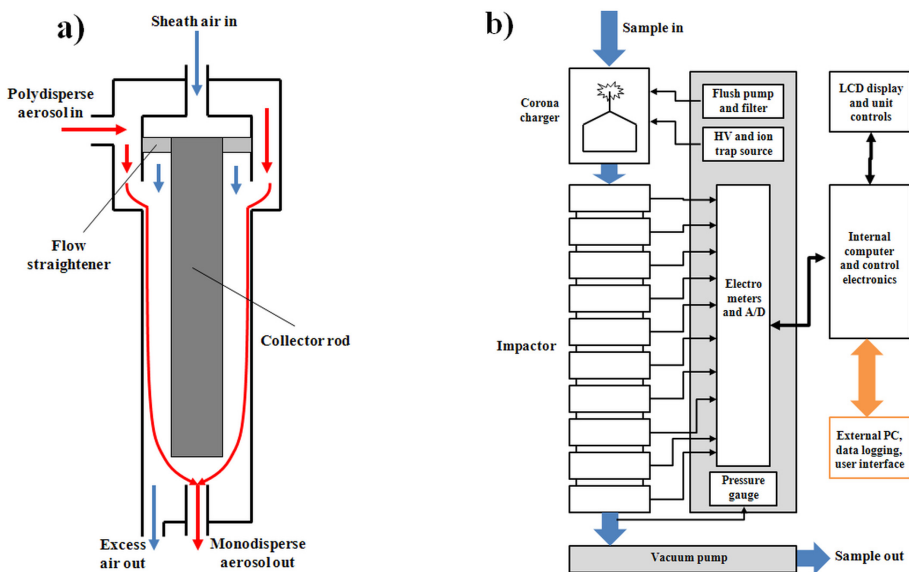 a)
Sheath air in
Polydisperse
aerosol in
Flow
straightener
Collector rod
Excess
air out
Monodisperse
aerosol out
b)
Sample in
Corona
charger
Flush pump
and filter
HV and ion
trap source
LCD display
and unit
controls
Impactor
Electro
meters
and A/D
Internal
computer
and control
electronics
Pressure
gauge
External PC,
data logging,
user interface
Vacuum pump
Sample out